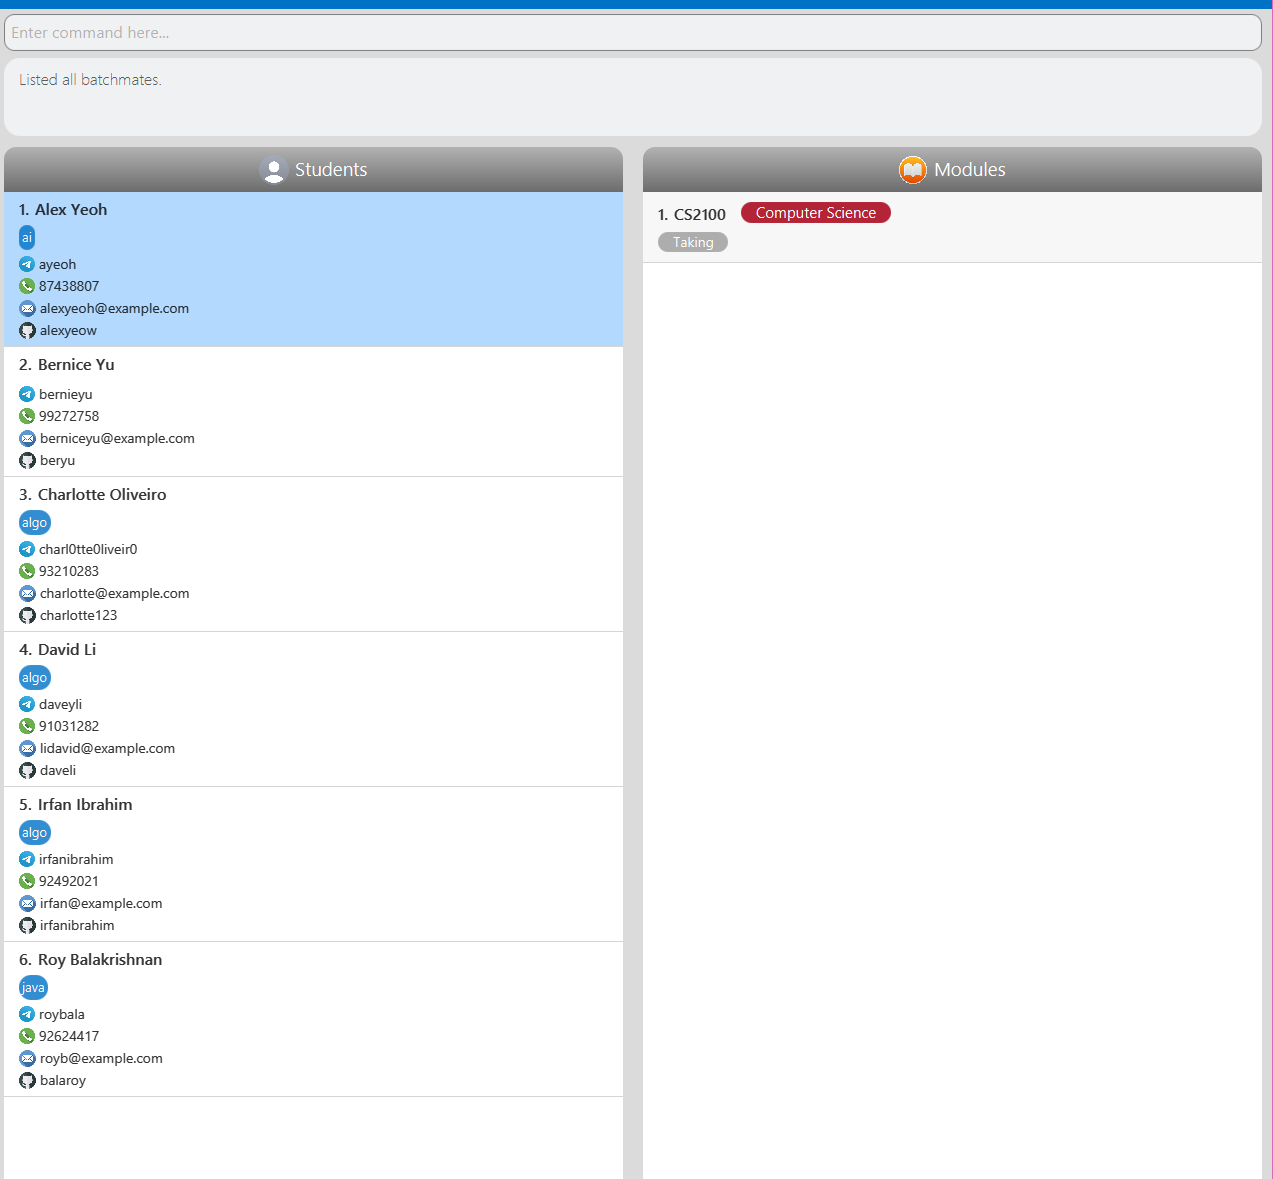 Enter command here...
Listed all batchmates.
Students
1. Alex Yeoh
ai
ayeoh
87438807
alexyeoh@example.com
alexyeow
2. Bernice Yu
bernieyu
99272758
berniceyu@example.com
beryu
3. Charlotte Oliveiro
algo
charl0tte0liveir0
93210283
charlotte@example.com
charlotte123
4. David Li
algo
daveyli
91031282
lidavid@example.com
daveli
5. Irfan Ibrahim
algo
irfanibrahim
92492021
irfan@example.com
irfanibrahim
6. Roy Balakrishnan
java
roybala
92624417
royb@example.com
balaroy
Modules
1. CS2100 Computer Science
Taking